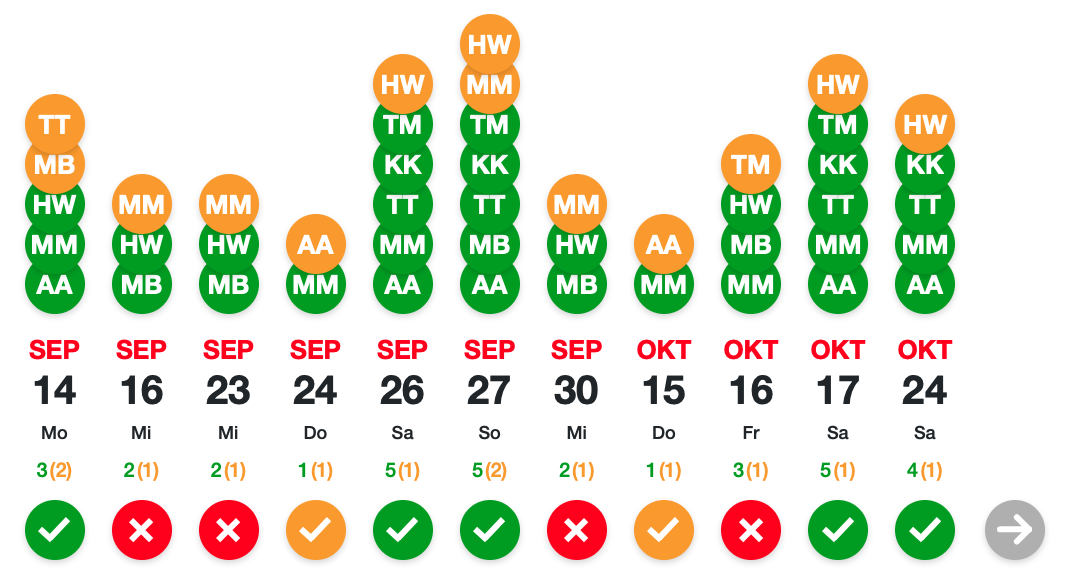 HW
HW MM HW
TT TM TM TM HW
MB KK KK TM KK KK
HW MM MM TT TT MM HW TT TT
MM HW HW AA MM MB HW AA MB MM MM
AA MB MB MM AA AA MB MM MM AA AA
SEP SEP SEP SEP SEP SEP SEP OKT OKT OKT OKT
14 16 23 24 26 27 30 15 16 17 24
Mo Mi Mi Do Sa So Mi Do Fr Sa Sa
3(2) 2(1) 2(1) 1(1) 5(1) 5(2) 2(1) 1(1) 3(1) 5(1) 4(1)